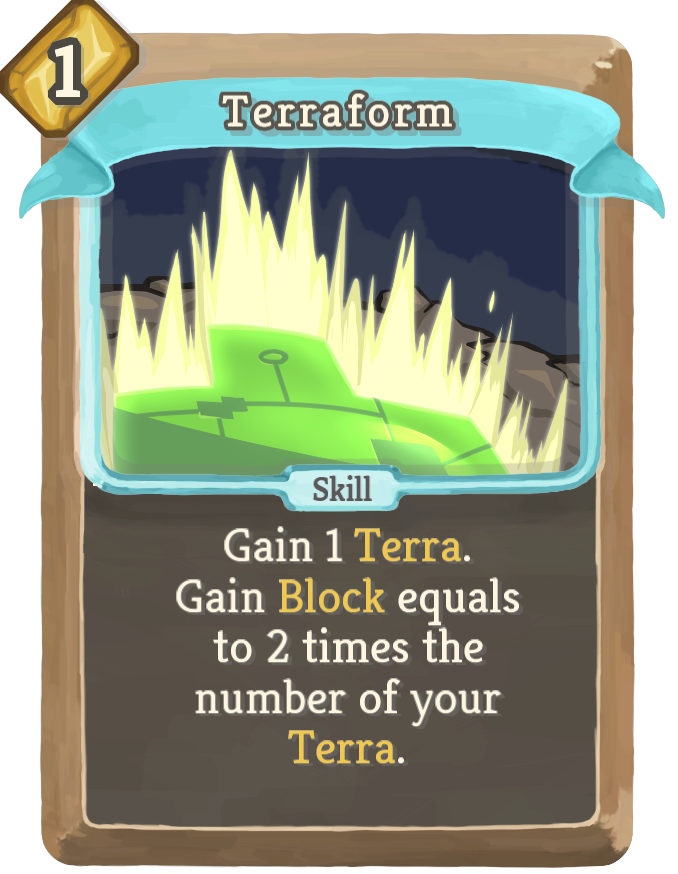 1
Terraform
Skill
Gain 1 Terra.
Gain Block equals
to 2 times the
number of your
Terra.